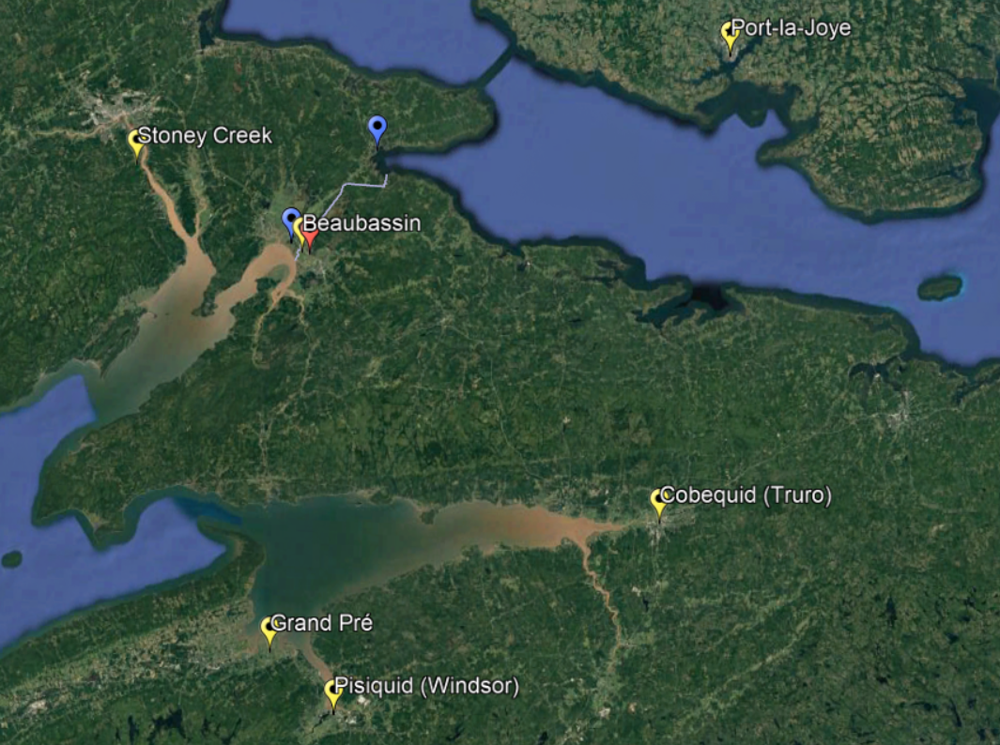 Port-la-Joye
Stoney Creek
Beaubassin
Cobequid (Truro)
Grand Pré
Pisiquid (Windsor)